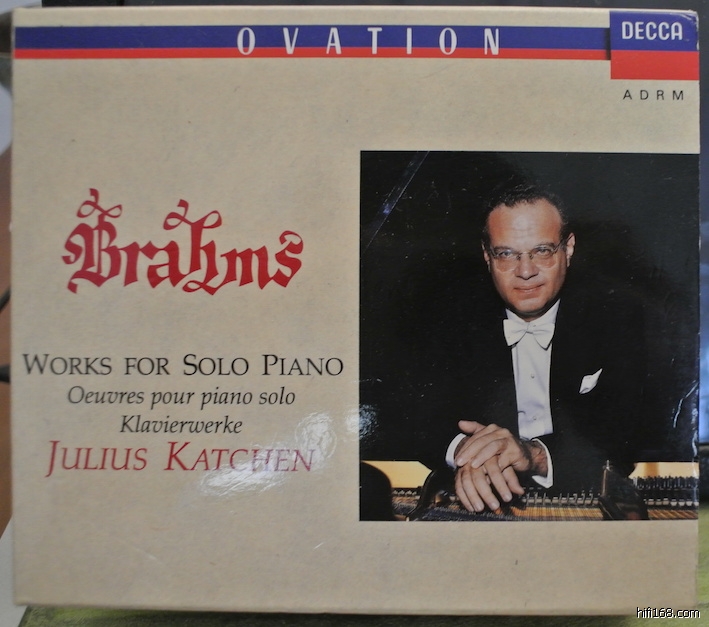 OVATION
DECCA
ADRM
Brahms
WORKS FOR SOLO PIANO
Oeuvres pour piano solo
Klavierwerke
JULIUS KATCHEN
hifi168.com